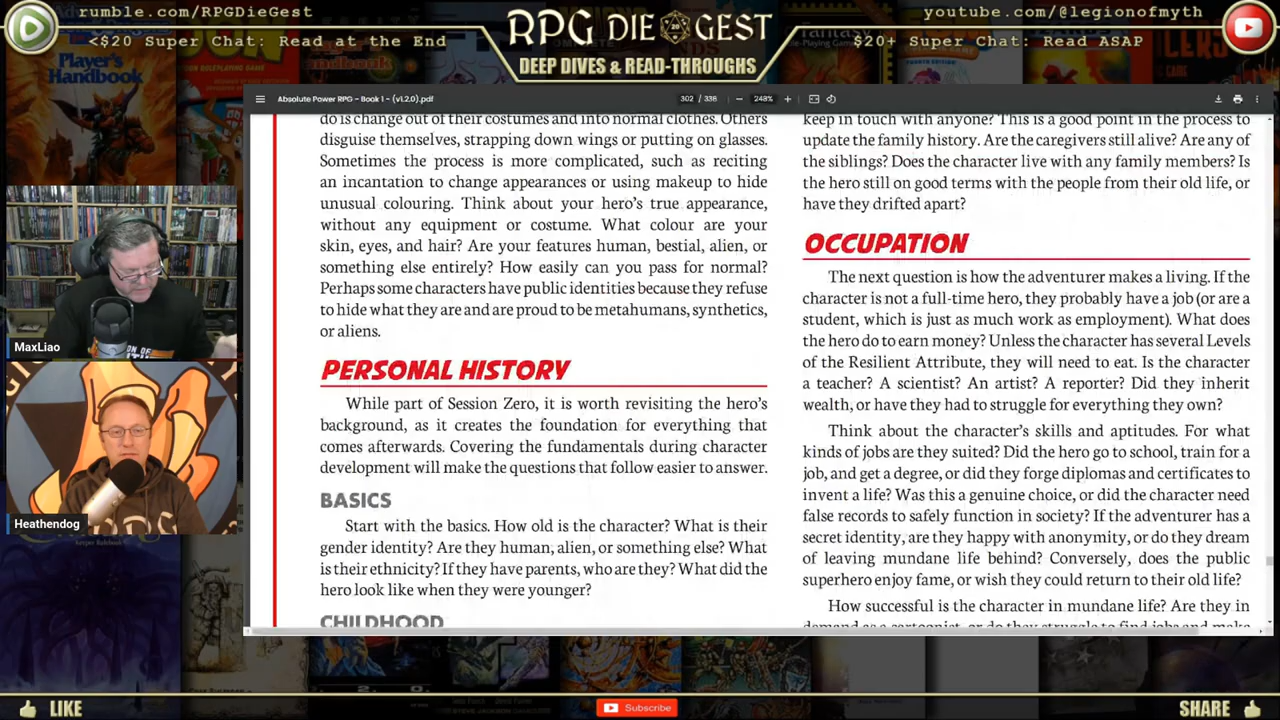 rumble.com/RPGDieGest
<$20 Super Chat: Read at the End
RPG DIE GEST
DEEP DIVES & READ-THROUGHS
youtube.com/@legionofmyth
$20+ Super Chat: Read ASAP
Player's
Handbook
Absolute Power RPG - Book 1 - (v1.2.0).pdf
302 / 336
248%
do is change out of their costumes and into normal clothes. Others
disguise themselves, strapping down wings or putting on glasses.
Sometimes the process is more complicated, such as reciting
an incantation to change appearances or using makeup to hide
unusual colouring. Think about your hero's true appearance,
without any equipment or costume. What colour are your
skin, eyes, and hair? Are your features human, bestial, alien, or
something else entirely? How easily can you pass for normal?
Perhaps some characters have public identities because they refuse
to hide what they are and are proud to be metahumans, synthetics,
or aliens.
PERSONAL HISTORY
While part of Session Zero, it is worth revisiting the hero's
background, as it creates the foundation for everything that
comes afterwards. Covering the fundamentals during character
development will make the questions that follow easier to answer.
BASICS
Start with the basics. How old is the character? What is their
gender identity? Are they human, alien, or something else? What
is their ethnicity? If they have parents, who are they? What did the
hero look like when they were younger?
CHILDHOOD
keep in touch with anyone? This is a good point in the process to
update the family history. Are the caregivers still alive? Are any of
the siblings? Does the character live with any family members? Is
the hero still on good terms with the people from their old life, or
have they drifted apart?
OCCUPATION
The next question is how the adventurer makes a living. If the
character is not a full-time hero, they probably have a job (or are a
student, which is just as much work as employment). What does
the hero do to earn money? Unless the character has several Levels
of the Resilient Attribute, they will need to eat. Is the character
a teacher? A scientist? An artist? A reporter? Did they inherit
wealth, or have they had to struggle for everything they own?
Think about the character's skills and aptitudes. For what
kinds of jobs are they suited? Did the hero go to school, train for a
job, and get a degree, or did they forge diplomas and certificates to
invent a life? Was this a genuine choice, or did the character need
false records to safely function in society? If the adventurer has a
secret identity, are they happy with anonymity, or do they dream
of leaving mundane life behind? Conversely, does the public
superhero enjoy fame, or wish they could return to their old life?
How successful is the character in mundane life? Are they in
demand as a cartoonist, or do they struggle to find jobs and make
MaxLiao
Heathendog
LIKE
Subscribe
SHARE